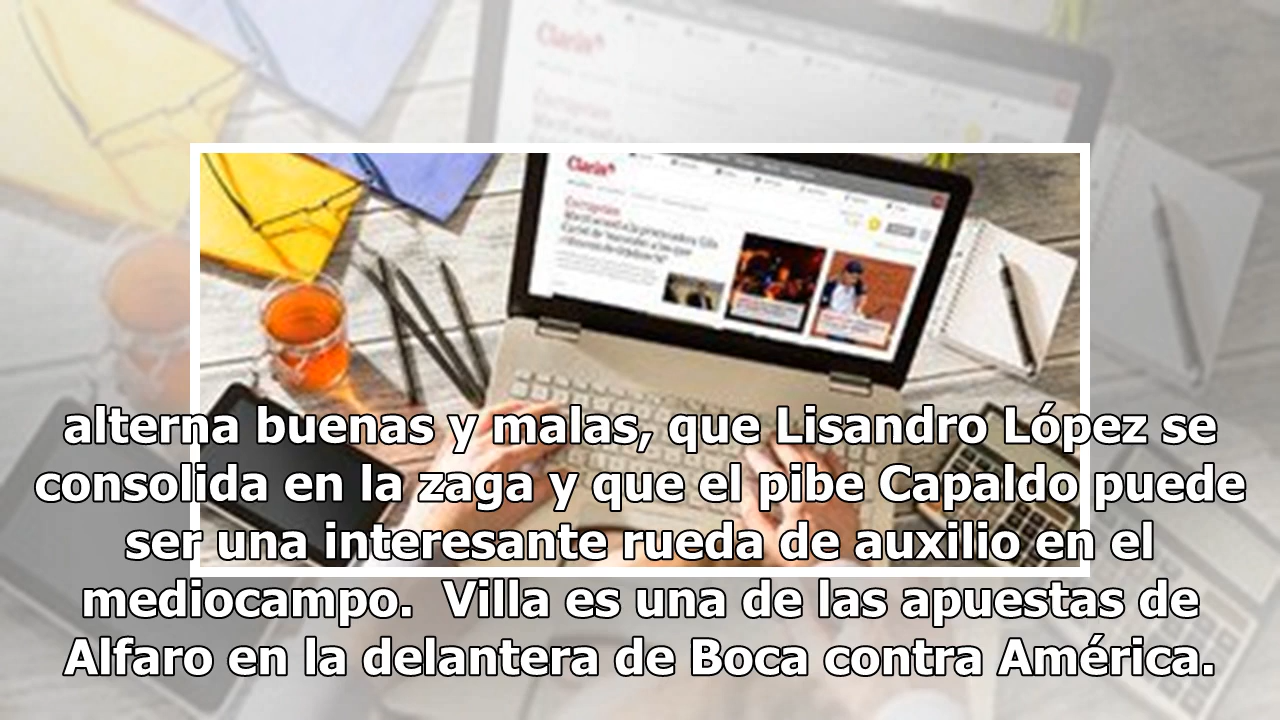 Clarín
alterna buenas y malas, que Lisandro López se
consolida en la zaga y que el pibe Capaldo puede
ser una interesante rueda de auxilio en el
mediocampo.  Villa es una de las apuestas de
Alfaro en la delantera de Boca contra América.